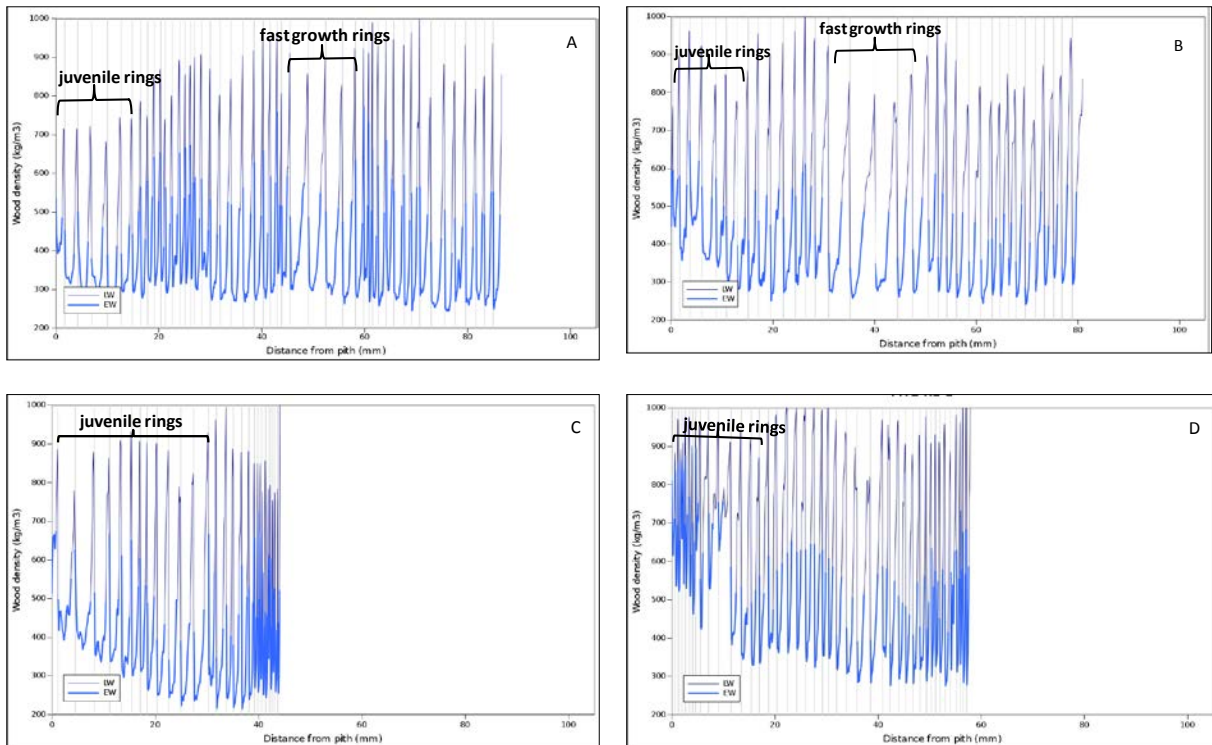 A
fast growth rings
juvenile rings
1000
900
800
700
600
500
400
300
200
Wood density (kg/m3)
LW
EW
0
20
40
60
80
100
Distance from pith (mm)
B
fast growth rings
juvenile rings
1000
900
800
700
600
500
400
300
200
Wood density (kg/m3)
LW
EW
0
20
40
60
80
100
Distance from pith (mm)
C
juvenile rings
1000
900
800
700
600
500
400
300
200
Wood density (kg/m3)
LW
EW
0
20
40
60
80
100
Distance from pith (mm)
D
juvenile rings
1000
900
800
700
600
500
400
300
200
Wood density (kg/m3)
LW
EW
0
20
40
60
80
100
Distance from pith (mm)